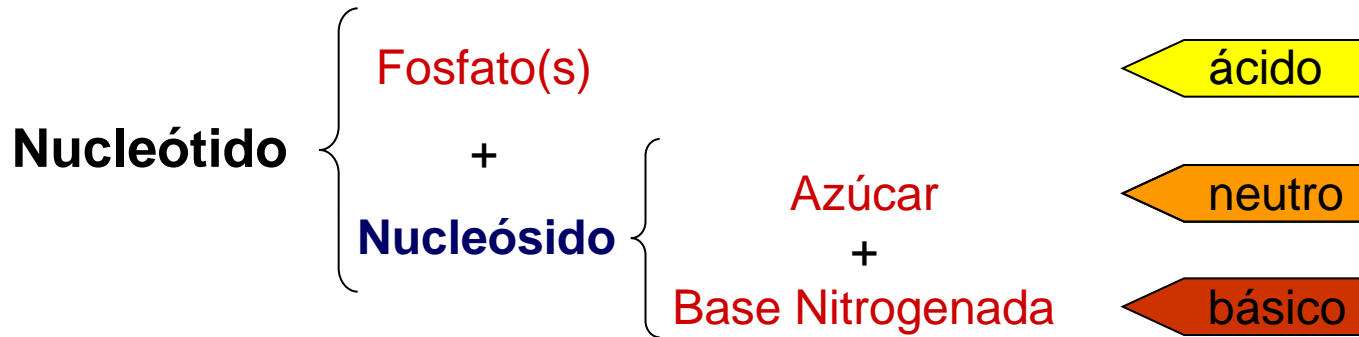 Fosfato(s)
ácido
Nucleótido
+
Azúcar
neutro
Nucleósido
+
Base Nitrogenada
básico